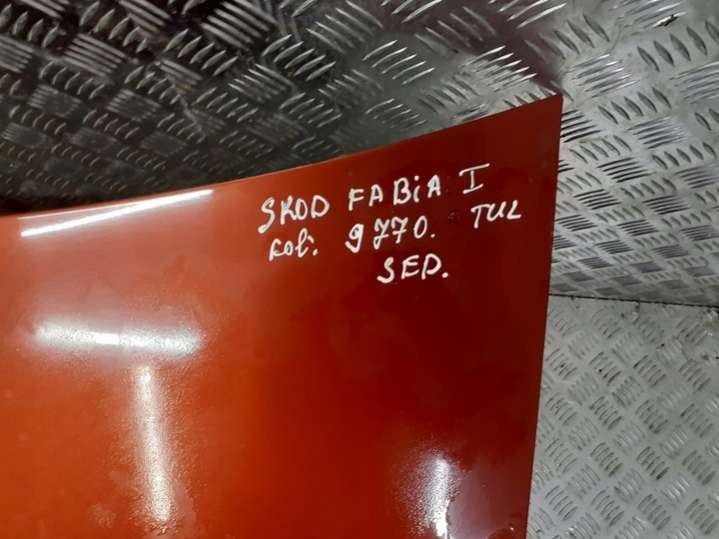 SKOD FABiA I
kol. 9770. TUL
SED.